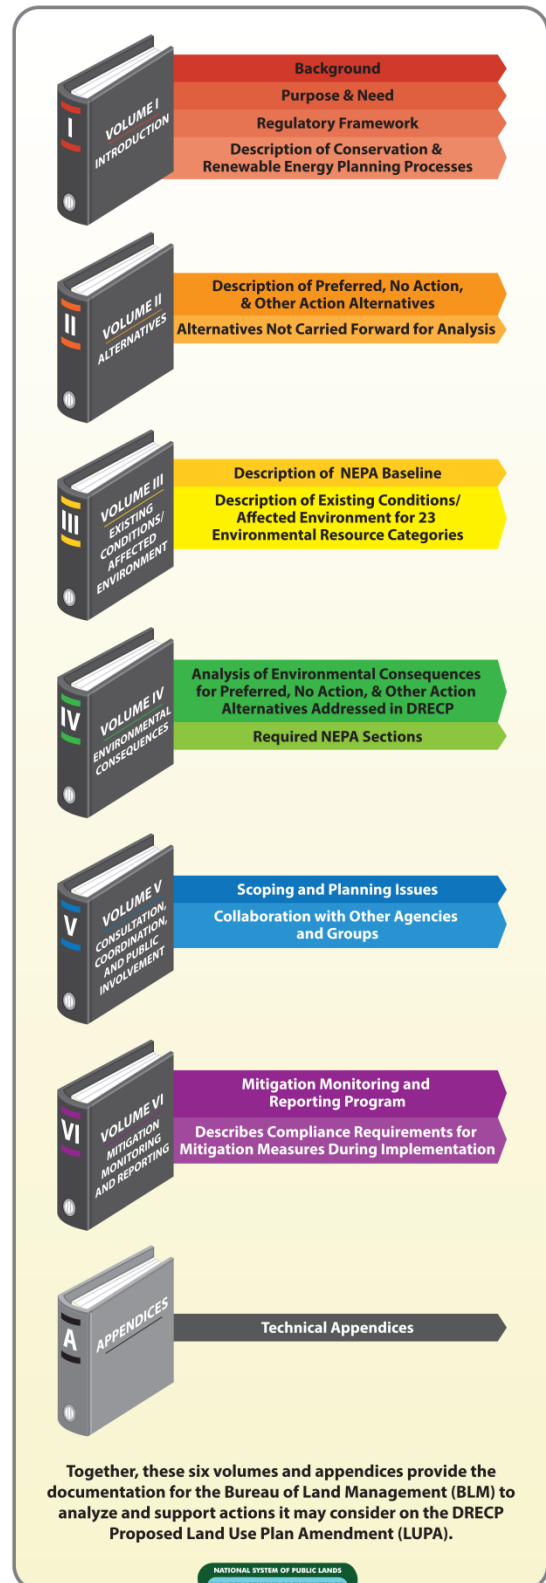 I
VOLUME I
INTRODUCTION
Background
Purpose & Need
Regulatory Framework
Description of Conservation &
Renewable Energy Planning Processes
II
VOLUME II
ALTERNATIVES
Description of Preferred, No Action,
& Other Action Alternatives
Alternatives Not Carried Forward for Analysis
III
VOLUME III
EXISTING
CONDITIONS/
AFFECTED
ENVIRONMENT
Description of NEPA Baseline
Description of Existing Conditions/
Affected Environment for 23
Environmental Resource Categories
IV
VOLUME IV
ENVIRONMENTAL
CONSEQUENCES
Analysis of Environmental Consequences
for Preferred, No Action, & Other Action
Alternatives Addressed in DRECP
Required NEPA Sections
V
VOLUME V
CONSULTATION,
COORDINATION,
AND PUBLIC
INVOLVEMENT
Scoping and Planning Issues
Collaboration with Other Agencies
and Groups
VI
VOLUME VI
MITIGATION
MONITORING
AND REPORTING
Mitigation Monitoring and
Reporting Program
Describes Compliance Requirements for
Mitigation Measures During Implementation
A
APPENDICES
Technical Appendices
Together, these six volumes and appendices provide the
documentation for the Bureau of Land Management (BLM) to
analyze and support actions it may consider on the DRECP
Proposed Land Use Plan Amendment (LUPA).
NATIONAL SYSTEM OF PUBLIC LANDS